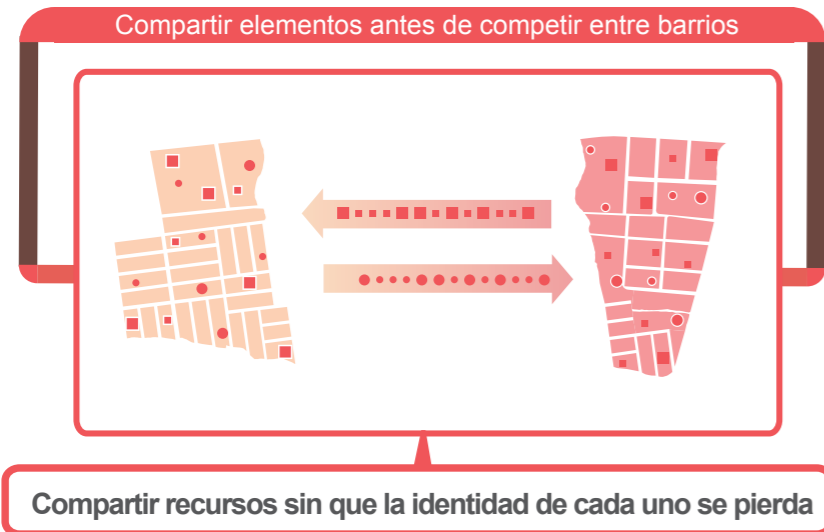 Compartir elementos antes de competir entre barrios
Compartir recursos sin que la identidad de cada uno se pierda